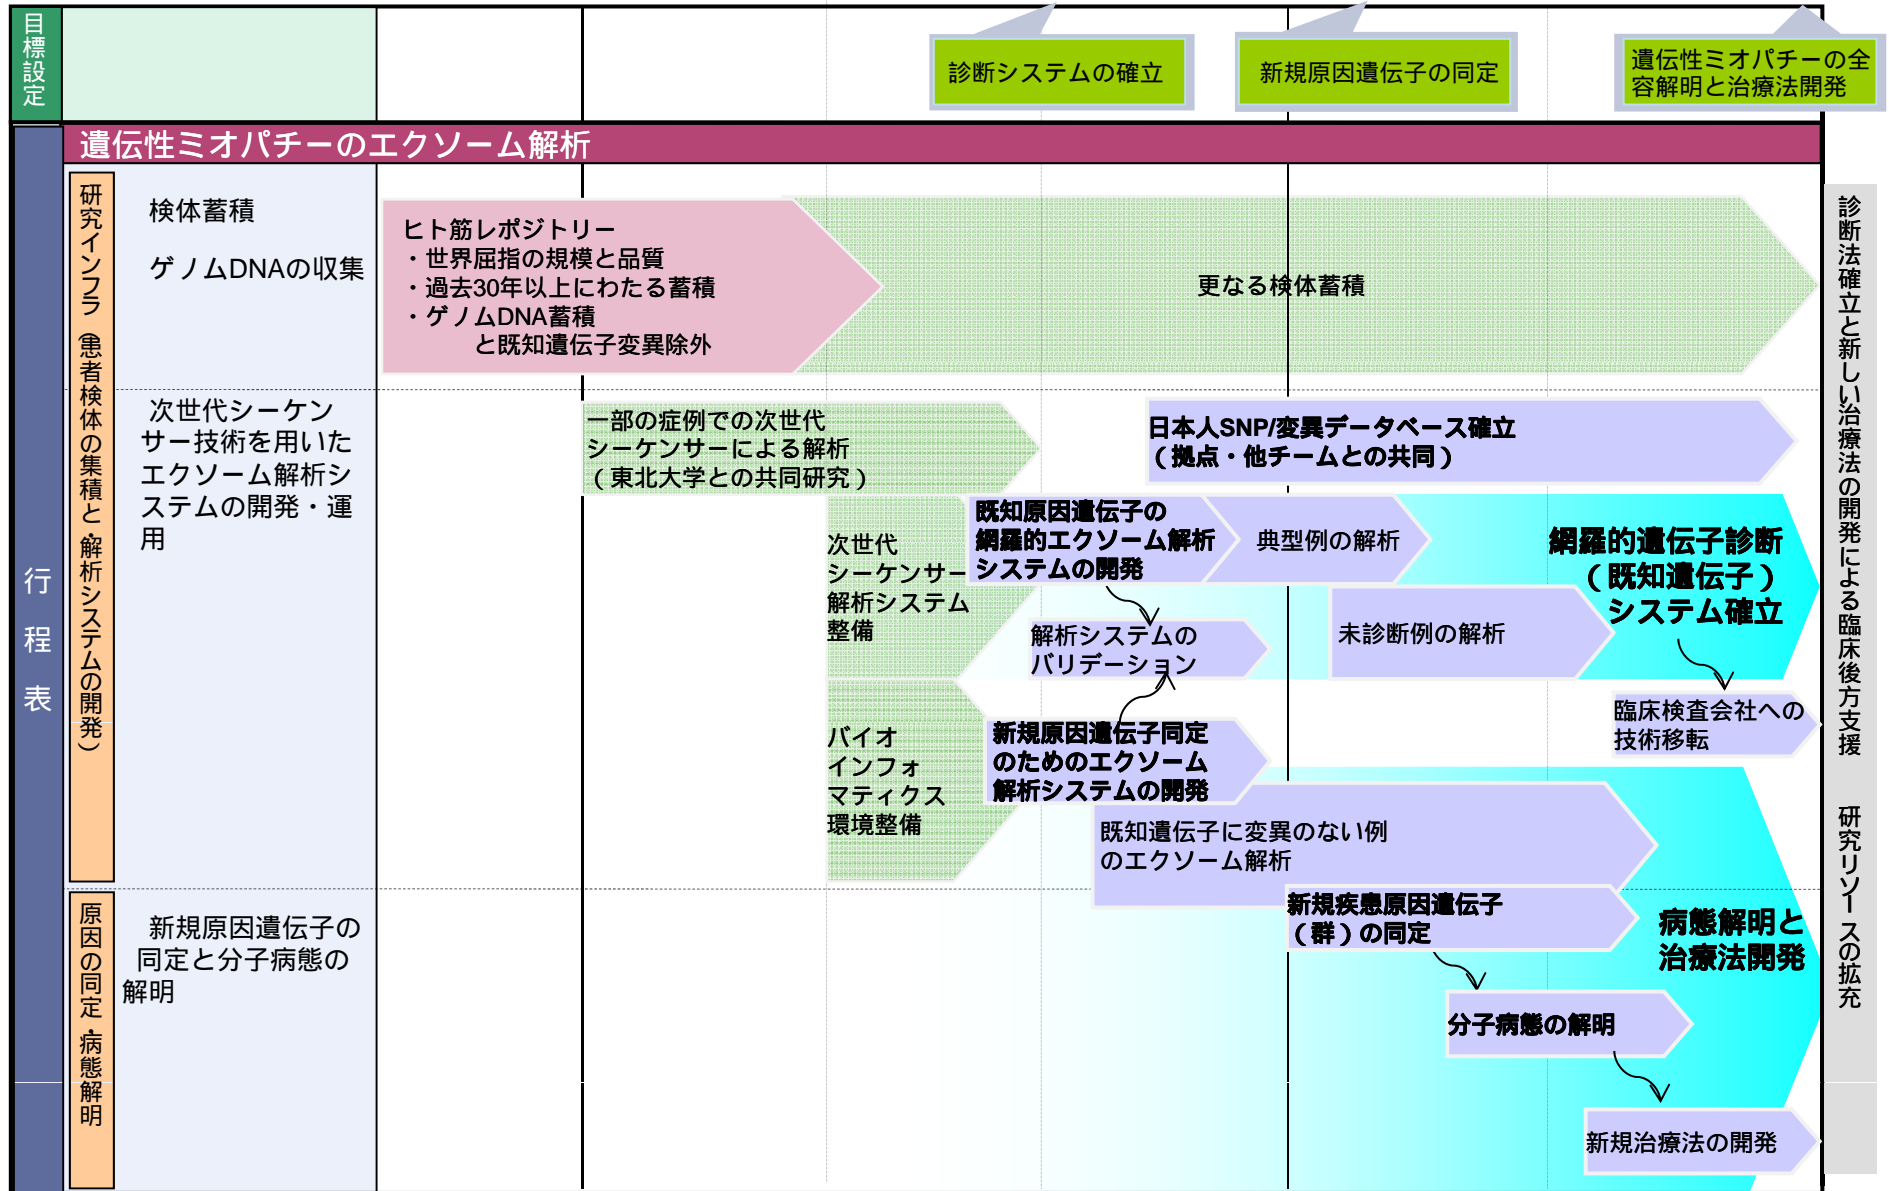 目標設定
診断システムの確立
新規原因遺伝子の同定
遺伝性ミオパチーの全
容解明と治療法開発
行程表
遺伝性ミオパチーのエクソーム解析
研究インフラ（患者検体の集積と・解析システムの開発）
検体蓄積
ゲノムDNAの収集
ヒト筋レポジトリー
・世界屈指の規模と品質
・過去30年以上にわたる蓄積
・ゲノムDNA蓄積
と既知遺伝子変異除外
更なる検体蓄積
次世代シーケン
サー技術を用いた
エクソーム解析シ
ステムの開発・運
用
一部の症例での次世代
シーケンサーによる解析
（東北大学との共同研究）
日本人SNP/変異データベース確立
（拠点・他チームとの共同）
次世代
シーケンサー
解析システム
整備
既知原因遺伝子の
網羅的エクソーム解析
システムの開発
典型例の解析
網羅的遺伝子診断
（既知遺伝子）
システム確立
解析システムの
バリデーション
未診断例の解析
臨床検査会社への
技術移転
バイオ
インフォ
マティクス
環境整備
新規原因遺伝子同定
のためのエクソーム
解析システムの開発
既知遺伝子に変異のない例
のエクソーム解析
原因の同定・病態解明
新規原因遺伝子の
同定と分子病態の
解明
新規疾患原因遺伝子
（群）の同定
病態解明と
治療法開発
分子病態の解明
新規治療法の開発
診断法確立と新しい治療法の開発による臨床後方支援　研究リソースの拡充